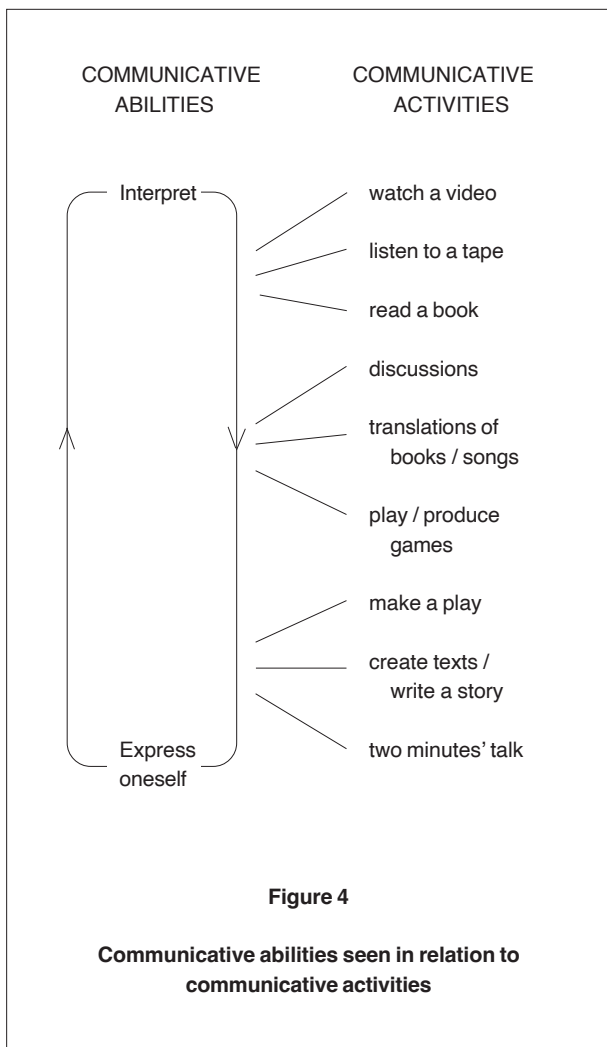 COMMUNICATIVE
ABILITIES
COMMUNICATIVE
ACTIVITIES
Interpret
watch a video
listen to a tape
read a book
discussions
translations of
books / songs
play / produce
games
make a play
create texts /
write a story
Express
oneself
two minutes’ talk
Figure 4
Communicative abilities seen in relation to
communicative activities